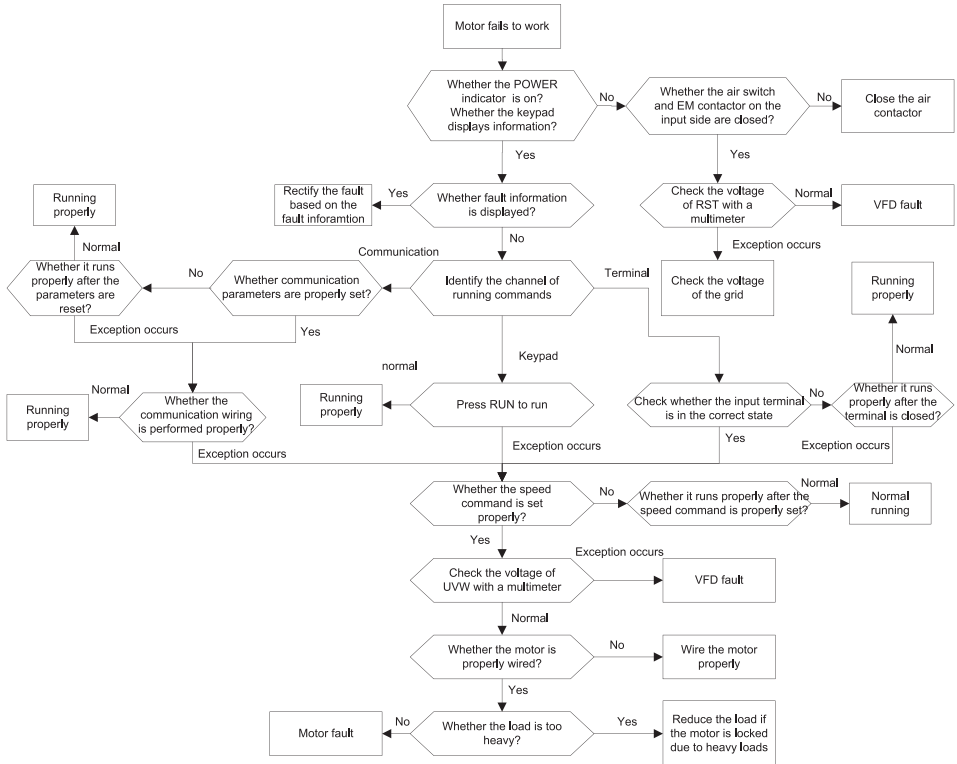 Motor fails to work
Whether the POWER
indicator is on?
Whether the keypad
displays information?
No
Whether the air switch
and EM contactor on the
input side are closed?
No
Close the air
contactor
Yes
Yes
Running
properly
Rectify the fault
based on the
fault inforamtion
Yes
Whether fault information
is displayed?
Check the voltage
of RST with a
multimeter
Normal
VFD fault
Normal
No
Exception occurs
Communication
Whether it runs
properly after the
parameters are
reset?
No
Whether communication
parameters are properly set?
Identify the channel of
running commands
Terminal
Check the voltage
of the grid
Running
properly
Exception occurs
Yes
Keypad
Normal
normal
Running
properly
Normal
Whether the
communication wiring
is performed properly?
Running
properly
Press RUN to run
Check whether the input terminal
is in the correct state
No
Whether it runs
properly after the
the terminal is closed?
Exception occurs
Exception occurs
Yes
Exception occurs
Whether the speed
command is set
properly?
No
Whether it runs properly after the
speed command is properly set?
Normal
Normal
running
Yes
Exception occurs
Check the voltage of
UVW with a multimeter
VFD fault
Normal
Whether the motor is
properly wired?
No
Wire the motor
properly
Yes
Motor fault
No
Whether the load is too
heavy?
Yes
Reduce the load if
the motor is locked
due to heavy loads